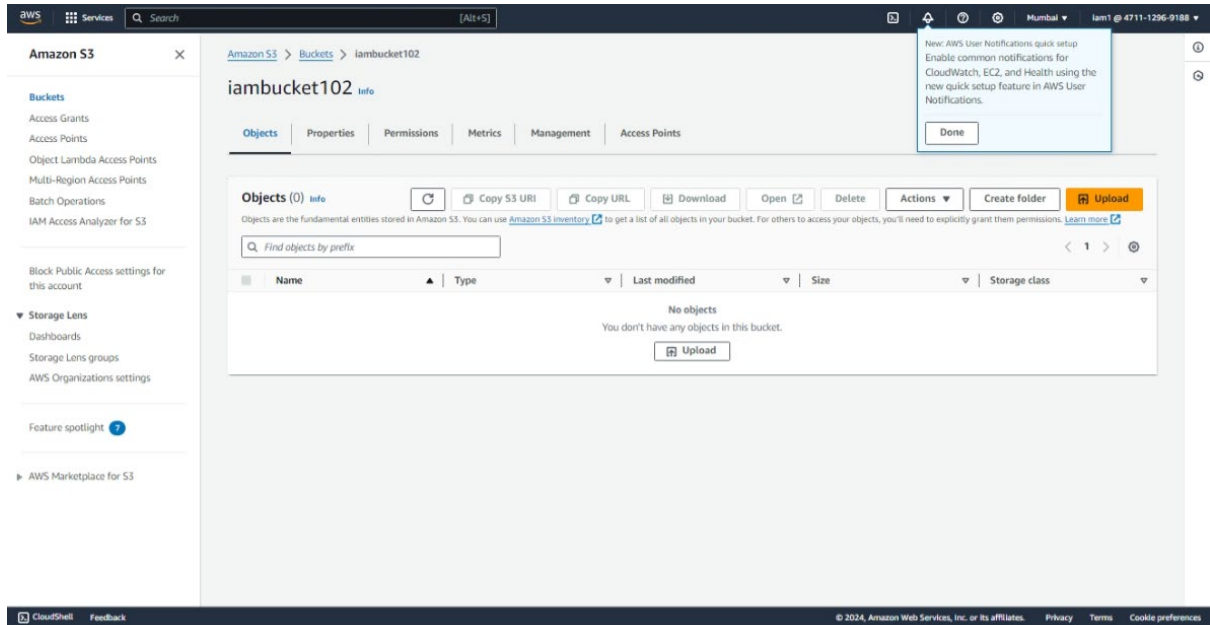 aws Services Search [Alt+S] Mumbai ▼ iam1 @ 4711-1296-9188 ▼
Amazon S3
Buckets
Access Grants
Access Points
Object Lambda Access Points
Multi-Region Access Points
Batch Operations
IAM Access Analyzer for S3
Block Public Access settings for
this account
▼ Storage Lens
Dashboards
Storage Lens groups
AWS Organizations settings
Feature spotlight 7
▶ AWS Marketplace for S3
Amazon S3 > Buckets > iambucket102
iambucket102 Info
New: AWS User Notifications quick setup
Enable common notifications for
CloudWatch, EC2, and Health using the
new quick setup feature in AWS User
Notifications.
Done
Objects Properties Permissions Metrics Management Access Points
Objects (0) Info Copy S3 URI Copy URL Download Open Delete Actions ▼ Create folder Upload
Objects are the fundamental entities stored in Amazon S3. You can use Amazon S3 inventory to get a list of all objects in your bucket. For others to access your objects, you'll need to explicitly grant them permissions. Learn more
Find objects by prefix < 1 >
Name ▲ Type Last modified Size Storage class
No objects
You don't have any objects in this bucket.
Upload
CloudShell Feedback © 2024, Amazon Web Services, Inc. or its affiliates. Privacy Terms Cookie preferences